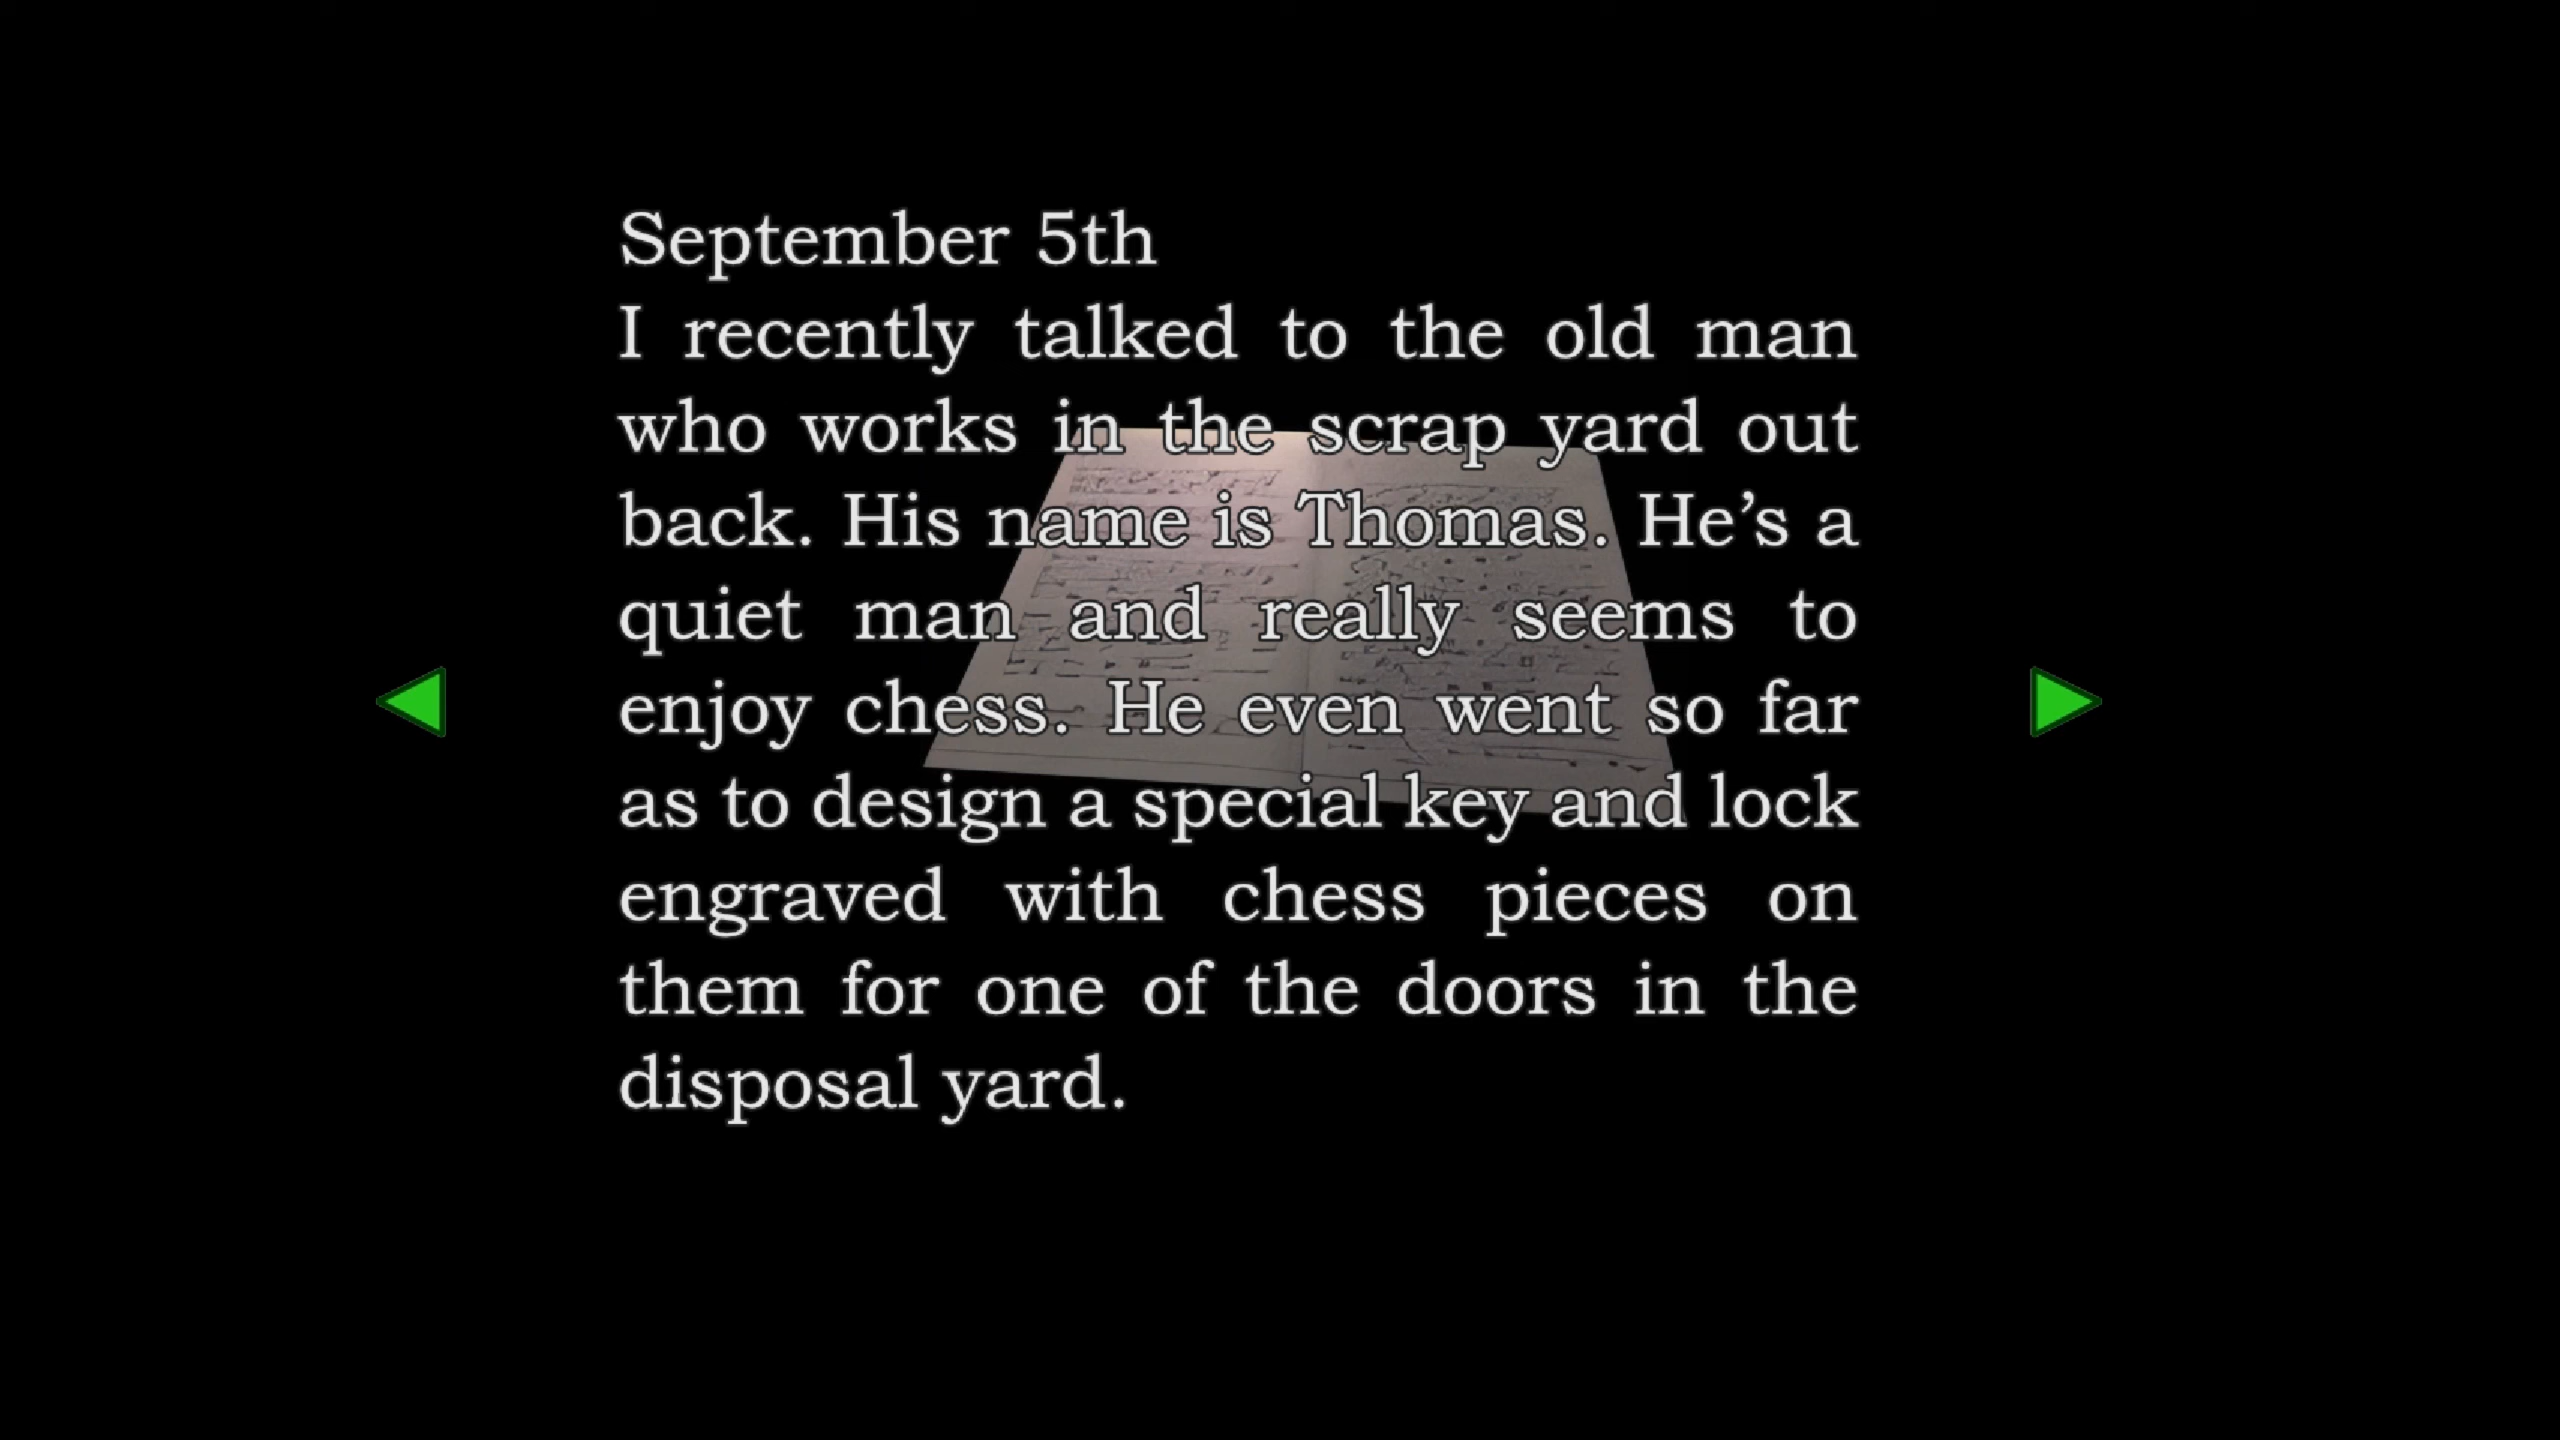 September 5th
I recently talked to the old man
who works in the scrap yard out
back. His name is Thomas. He’s a
quiet man and really seems to
enjoy chess. He even went so far
as to design a special key and lock
engraved with chess pieces on
them for one of the doors in the
disposal yard.